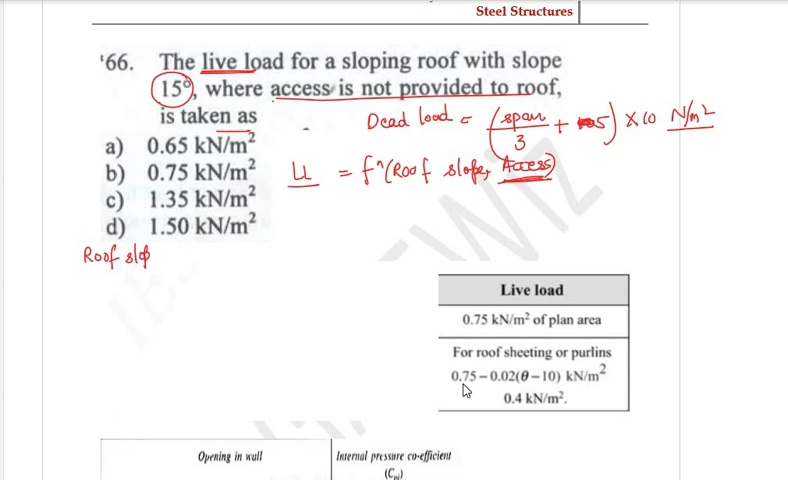 Steel Structures
'66. The live load for a sloping roof with slope
15°, where access is not provided to roof,
is taken as
Dead load = (span/3 + 5) × 10 N/m²
a) 0.65 kN/m²
b) 0.75 kN/m²
LL = fⁿ(Roof slope, Access)
c) 1.35 kN/m²
d) 1.50 kN/m²
Roof slo
Live load
0.75 kN/m² of plan area
For roof sheeting or purlins
0.75 – 0.02(θ – 10) kN/m²
0.4 kN/m².
Opening in wall
Internal pressure co-efficient
(Cpi)